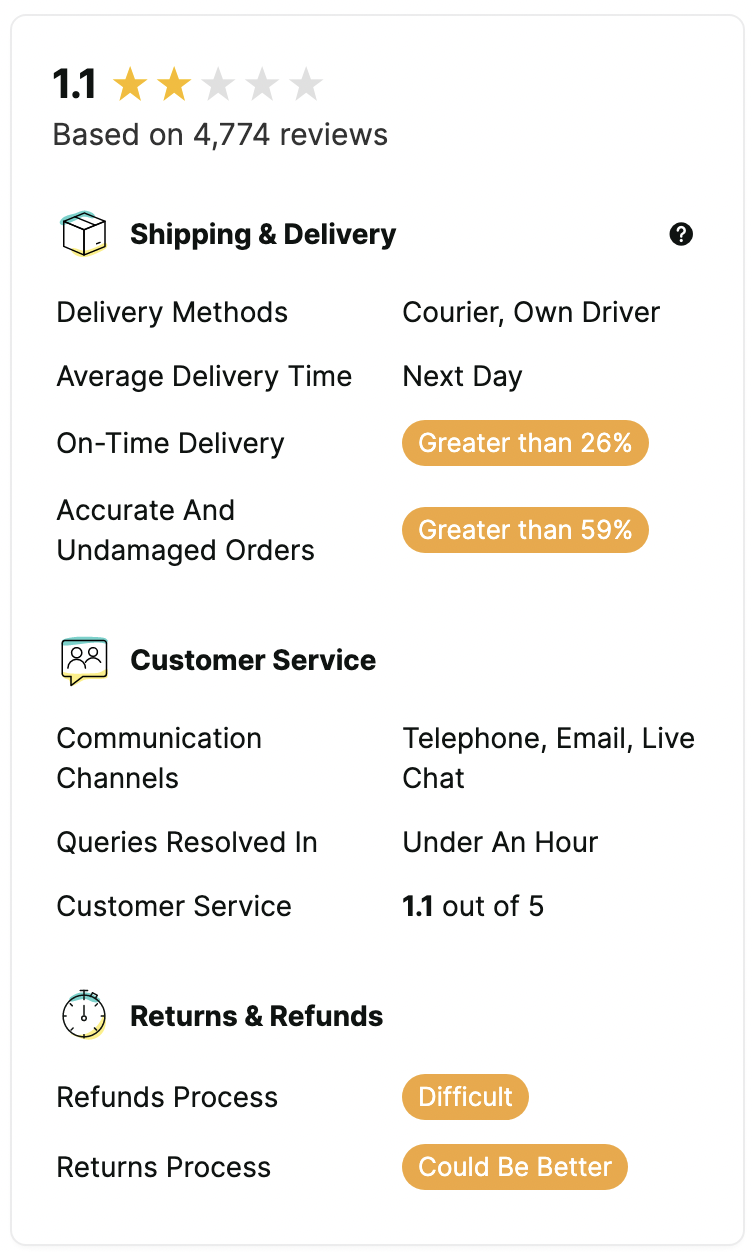 1.1
Based on 4,774 reviews
Shipping & Delivery ?
Delivery Methods Courier, Own Driver
Average Delivery Time Next Day
On-Time Delivery Greater than 26%
Accurate And
Undamaged Orders Greater than 59%
Customer Service
Communication Telephone, Email, Live
Channels Chat
Queries Resolved In Under An Hour
Customer Service 1.1 out of 5
Returns & Refunds
Refunds Process Difficult
Returns Process Could Be Better